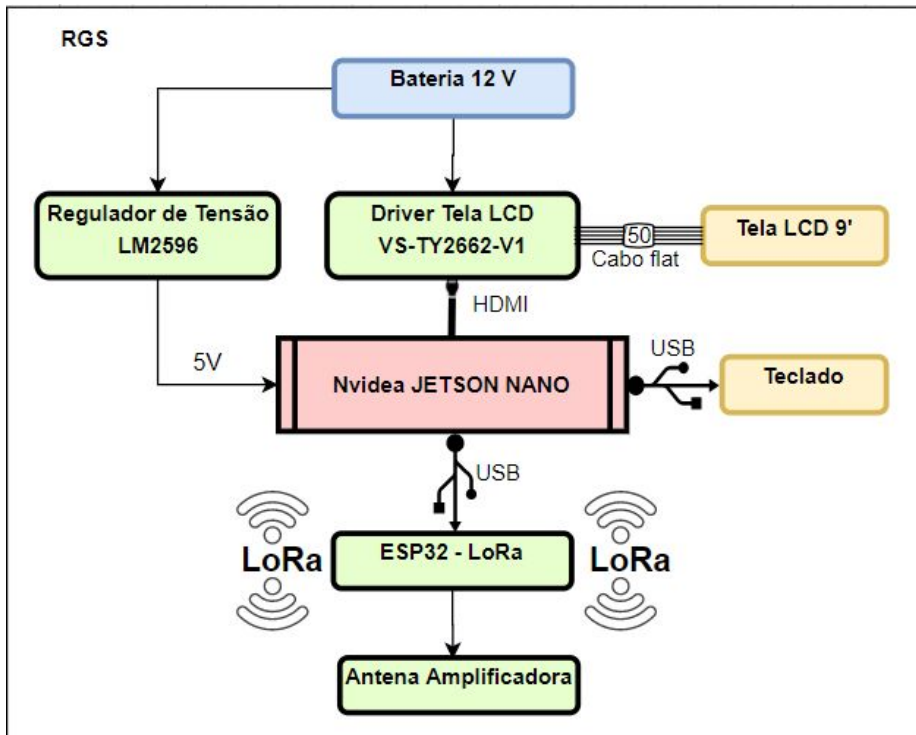 RGS
Bateria 12 V
Regulador de Tensão
LM2596
Driver Tela LCD
VS-TY2662-V1
50
Cabo flat
Tela LCD 9'
HDMI
5V
Nvidea JETSON NANO
USB
Teclado
USB
LoRa
ESP32 - LoRa
LoRa
Antena Amplificadora